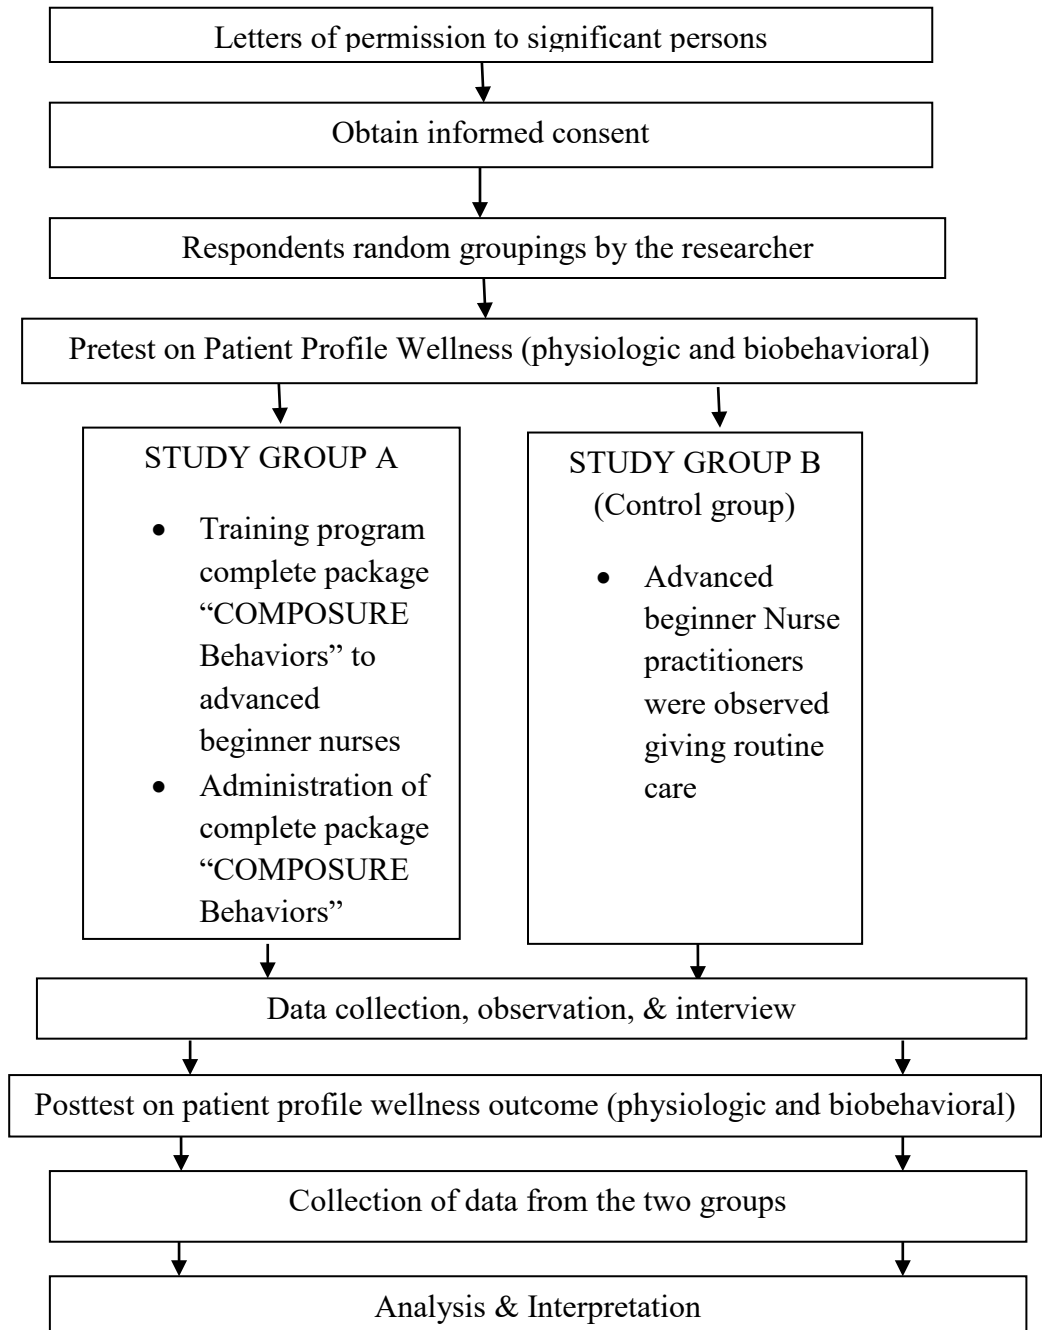 Letters of permission to significant persons
Obtain informed consent
Respondents random groupings by the researcher
Pretest on Patient Profile Wellness (physiologic and biobehavioral)
STUDY GROUP A
• Training program
complete package
“COMPOSURE
Behaviors” to
advanced
beginner nurses
• Administration of
complete package
“COMPOSURE
Behaviors”
STUDY GROUP B
(Control group)
• Advanced
beginner Nurse
practitioners
were observed
giving routine
care
Data collection, observation, & interview
Posttest on patient profile wellness outcome (physiologic and biobehavioral)
Collection of data from the two groups
Analysis & Interpretation